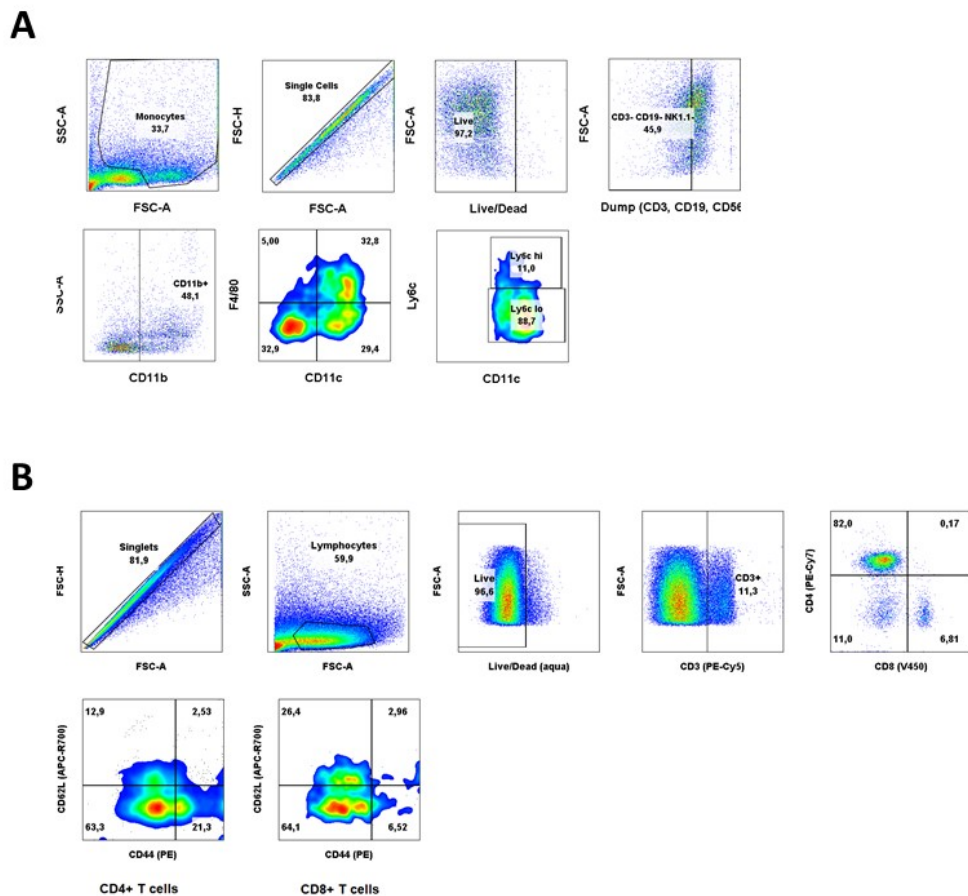 A
SSC-A
Monocytes
33,7
FSC-A
FSC-H
Single Cells
83,8
FSC-A
FSC-A
Live
97,2
Live/Dead
FSC-A
CD3- CD19- NK1.1-
45,9
Dump (CD3, CD19, CD56
SSC-A
CD11b+
48,1
CD11b
F4/80
5,00
32,8
32,9
29,4
CD11c
Ly6c
Ly6c hi
11,0
Ly6c lo
88,7
CD11c
B
FSC-H
Singlets
81,9
FSC-A
SSC-A
Lymphocytes
59,9
FSC-A
FSC-A
Live
96,6
Live/Dead (aqua)
FSC-A
CD3+
11,3
CD3 (PE-Cy5)
CD4 (PE-Cy7)
82,0
0,17
11,0
6,81
CD8 (V450)
CD62L (APC-R700)
12,9
2,53
63,3
21,3
CD44 (PE)
CD4+ T cells
CD62L (APC-R700)
26,4
2,96
64,1
6,52
CD44 (PE)
CD8+ T cells